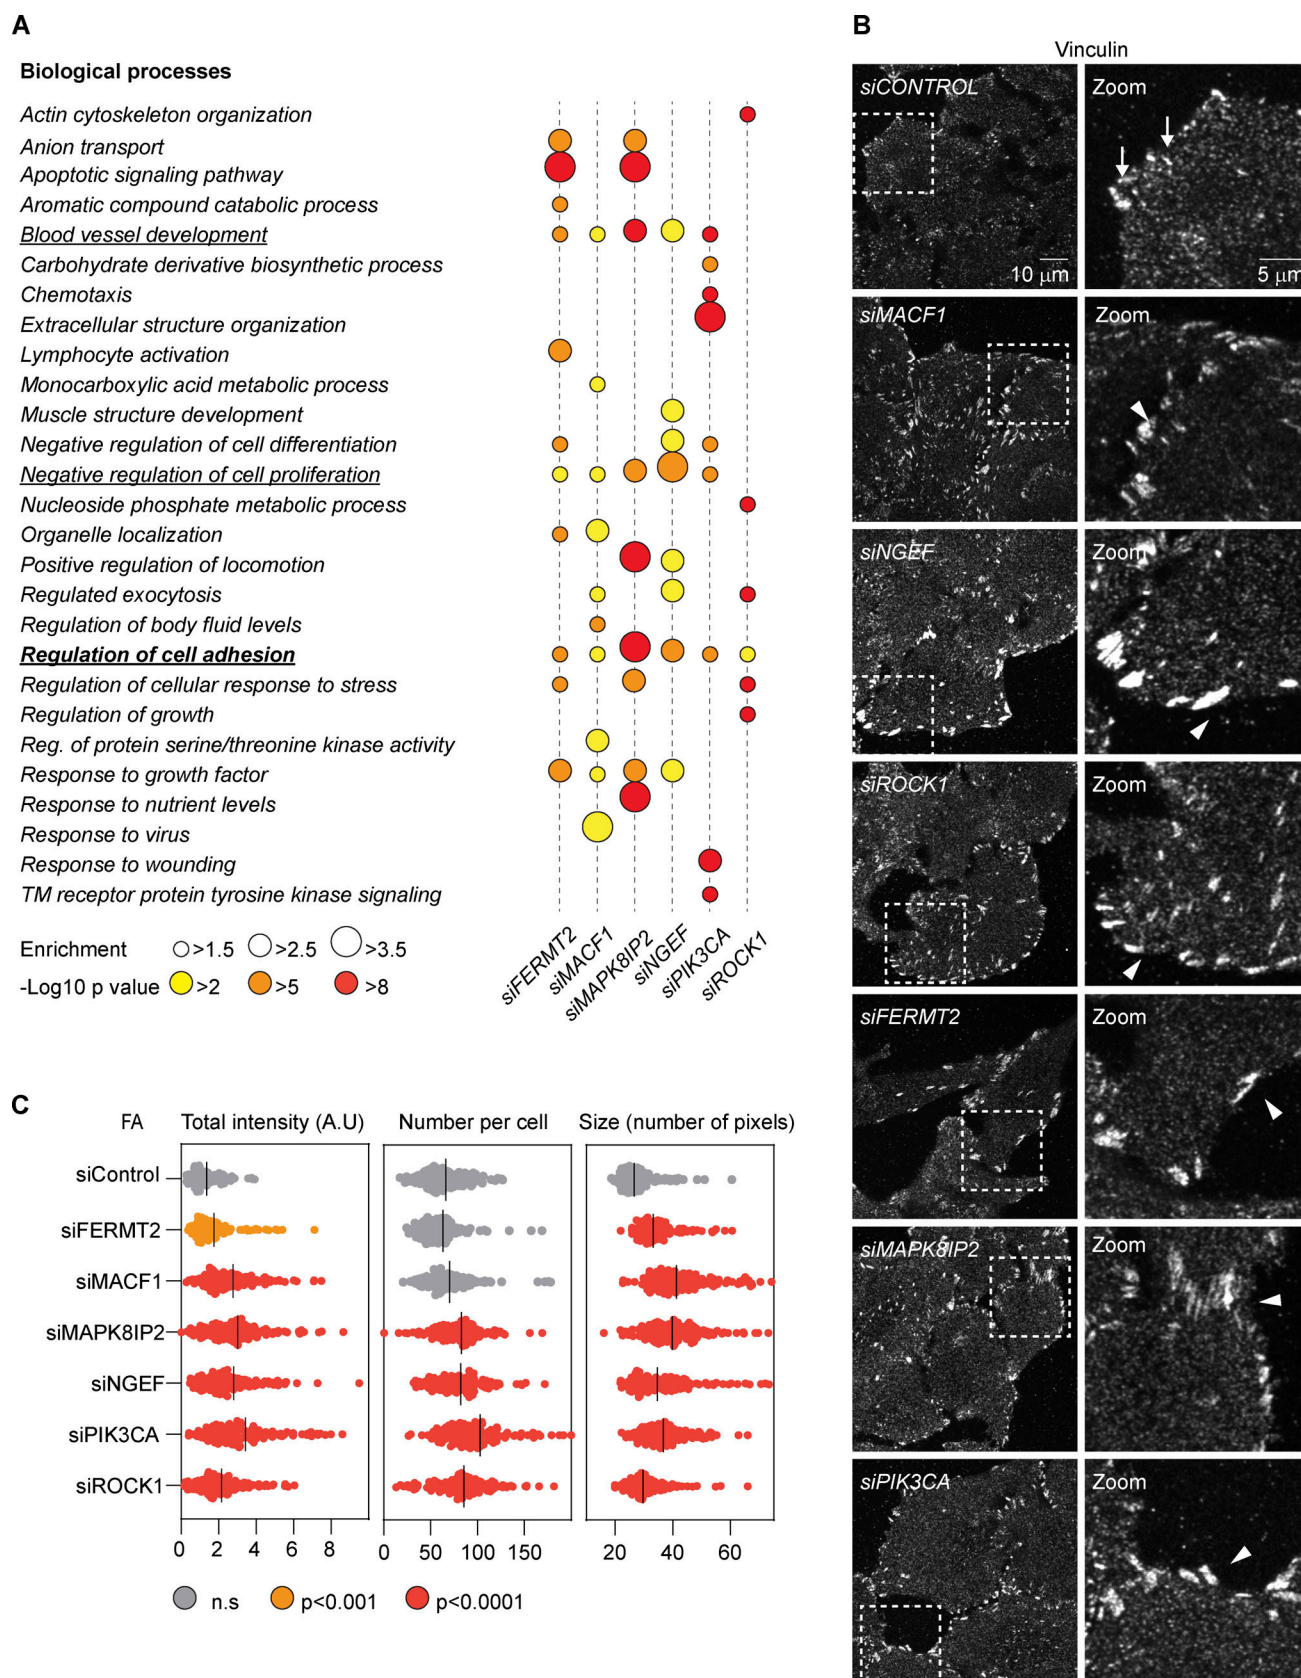 A
Biological processes
Actin cytoskeleton organization
Anion transport
Apoptotic signaling pathway
Aromatic compound catabolic process
Blood vessel development
Carbohydrate derivative biosynthetic process
Chemotaxis
Extracellular structure organization
Lymphocyte activation
Monocarboxylic acid metabolic process
Muscle structure development
Negative regulation of cell differentiation
Negative regulation of cell proliferation
Nucleoside phosphate metabolic process
Organelle localization
Positive regulation of locomotion
Regulated exocytosis
Regulation of body fluid levels
Regulation of cell adhesion
Regulation of cellular response to stress
Regulation of growth
Reg. of protein serine/threonine kinase activity
Response to growth factor
Response to nutrient levels
Response to virus
Response to wounding
TM receptor protein tyrosine kinase signaling
Enrichment >1.5 >2.5 >3.5
-Log10 p value >2 >5 >8
siFERMT2
siMACF1
siMAPK8IP2
siNGEF
siPIK3CA
siROCK1
B
Vinculin
siCONTROL
Zoom
10 µm
5 µm
siMACF1
Zoom
siNGEF
Zoom
siROCK1
Zoom
siFERMT2
Zoom
siMAPK8IP2
Zoom
siPIK3CA
Zoom
C
FA Total intensity (A.U) Number per cell Size (number of pixels)
siControl
siFERMT2
siMACF1
siMAPK8IP2
siNGEF
siPIK3CA
siROCK1
0 2 4 6 8 0 50 100 150 20 40 60
n.s p<0.001 p<0.0001